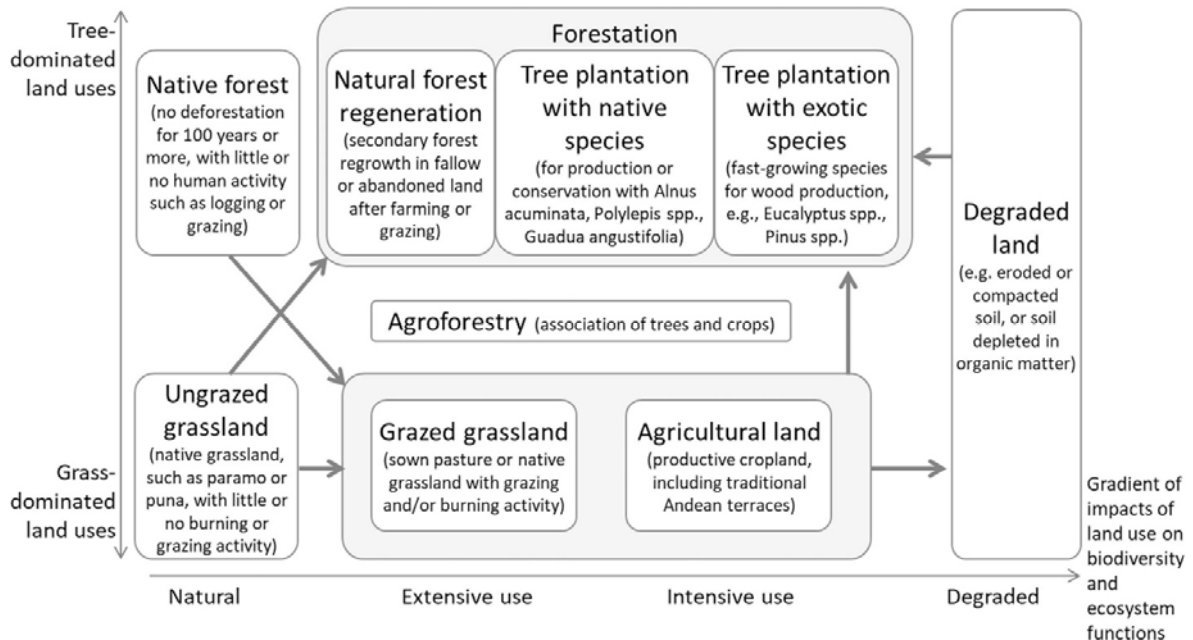 Tree-
dominated
land uses
Native forest
(no deforestation
for 100 years or
more, with little or
no human activity
such as logging or
grazing)
Forestation
Natural forest
regeneration
(secondary forest
regrowth in fallow
or abandoned land
after farming or
grazing)
Tree plantation
with native
species
(for production or
conservation with Alnus
acuminata, Polylepis spp.,
Guadua angustifolia)
Tree plantation
with exotic
species
(fast-growing species
for wood production,
e.g., Eucalyptus spp.,
Pinus spp.)
Degraded
land
(e.g. eroded or
compacted
soil, or soil
depleted in
organic matter)
Agroforestry (association of trees and crops)
Grass-
dominated
land uses
Ungrazed
grassland
(native grassland,
such as paramo or
puna, with little or
no burning or
grazing activity)
Grazed grassland
(sown pasture or native
grassland with grazing
and/or burning activity)
Agricultural land
(productive cropland,
including traditional
Andean terraces)
Natural
Extensive use
Intensive use
Degraded
Gradient of
impacts of
land use on
biodiversity
and
ecosystem
functions